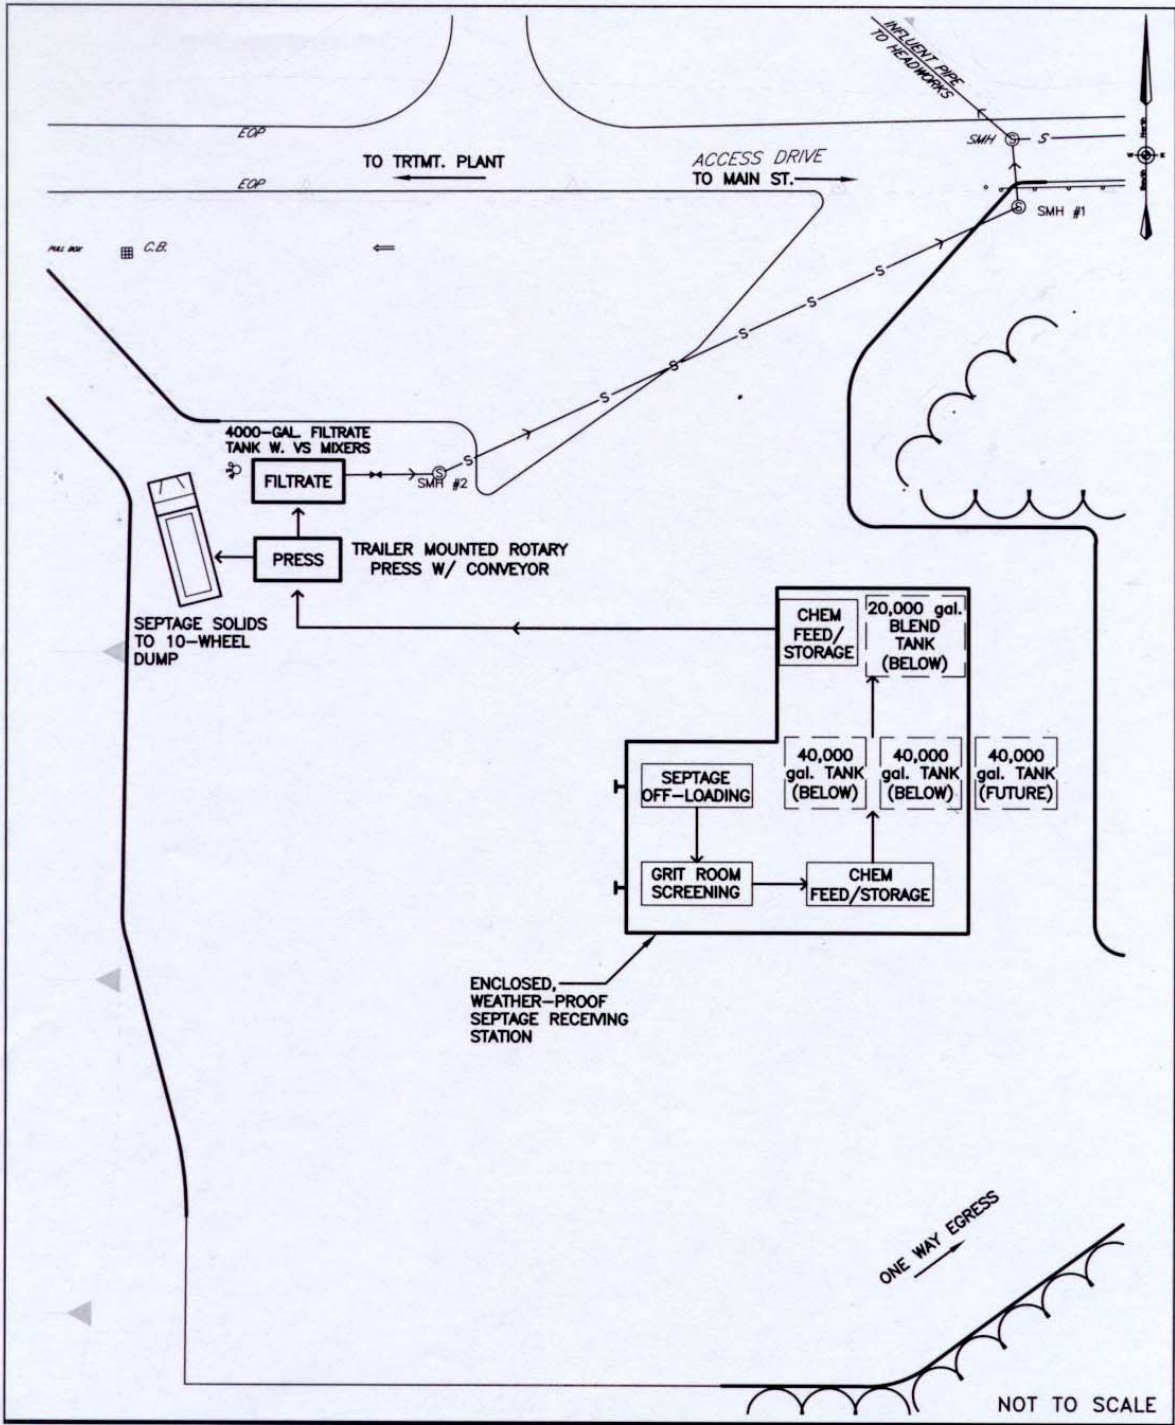 INFLUENT PIPE
TO HEADWORKS
North
EOP
SMH
S
TO TRTMT. PLANT
ACCESS DRIVE
TO MAIN ST.
W
E
EOP
South
S
SMH #1
PULL BOX
C.B.
S
S
S
S
S
4000-GAL. FILTRATE
TANK W. VS MIXERS
S
S
FILTRATE
SMH #2
PRESS
TRAILER MOUNTED ROTARY
PRESS W/ CONVEYOR
SEPTAGE SOLIDS
TO 10-WHEEL
DUMP
CHEM
FEED/
STORAGE
20,000 gal.
BLEND
TANK
(BELOW)
40,000
gal. TANK
(BELOW)
40,000
gal. TANK
(BELOW)
40,000
gal. TANK
(FUTURE)
SEPTAGE
OFF-LOADING
GRIT ROOM
SCREENING
CHEM
FEED/STORAGE
ENCLOSED,
WEATHER-PROOF
SEPTAGE RECEIVING
STATION
ONE WAY EGRESS
NOT TO SCALE